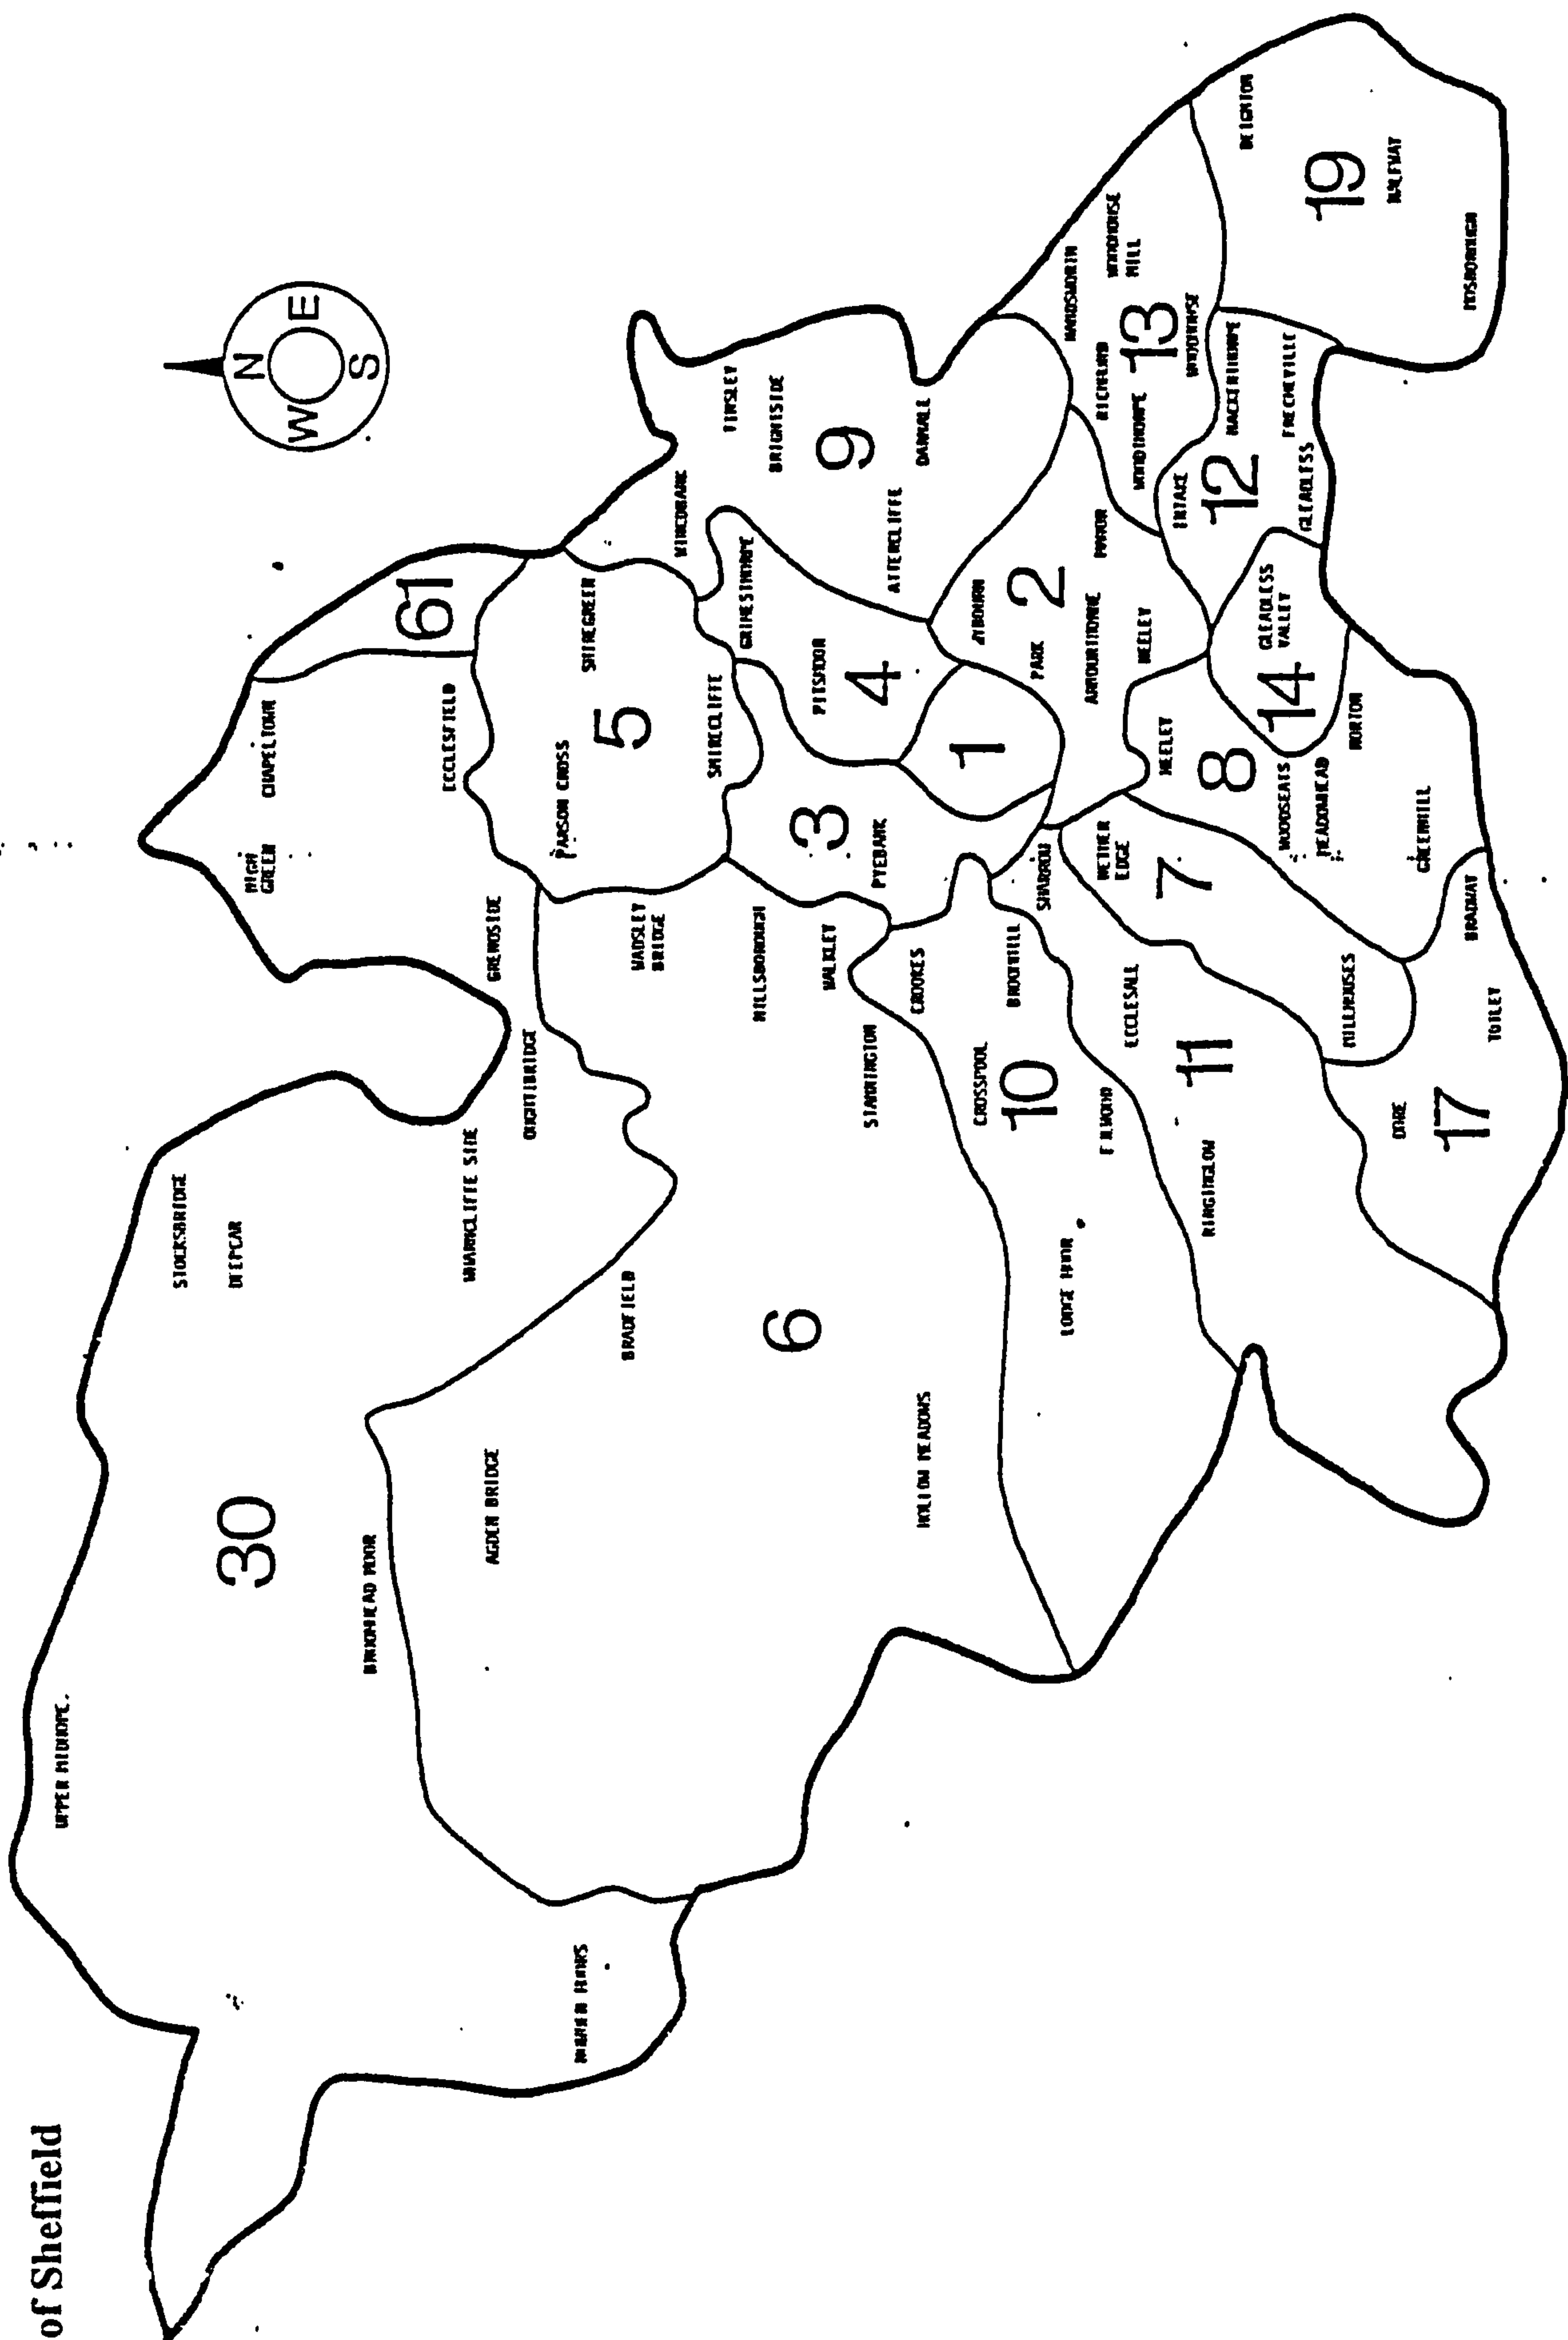 of Sheffield
N
W E
S
UPPER MIDHOPE.
STOCKSBRIDGE
DEEPCAR
30
BROOMHEAD MOOR
WHARNCLIFFE SIDE
OUGHTIBRIDGE
GRENOSIDE
HIGH
GREEN
CHAPELTOWN
ECCLESFIELD
61
AGDEN BRIDGE
BRADFIELD
6
HOLLOW MEADOWS
STANNINGTON
WADSLEY
BRIDGE
HILLSBOROUGH
WALKLEY
PARSON CROSS
5
SHIREGREEN
SHIRECLIFFE
3
PYEBANK
PITSMOOR
4
GRIMESTHORPE
WINCOBANK
TINSLEY
BRIGHTSIDE
9
DARNALL
ATTERCLIFFE
1
PARK
2
MANOR
HEELEY
HANDSWORTH
RICHMOND
WOODHOUSE
MILL
13
WOODHOUSE
WOODTHORPE
INTAKE
12
HACKENTHORPE
FRECHEVILLE
GLEADLESS
BEIGHTON
19
HALFWAY
MOSBOROUGH
GLEADLESS
VALLEY
14
HEELEY
8
WOODSEATS
MEADOWHEAD
NORTON
GREENHILL
SHARROW
NETHER
EDGE
7
MILLHOUSES
CROOKES
BROOMHILL
CROSSPOOL
10
FULWOOD
LODGE MOOR
ECCLESALL
11
RINGINGLOW
DORE
17
TOTLEY
BRADWAY